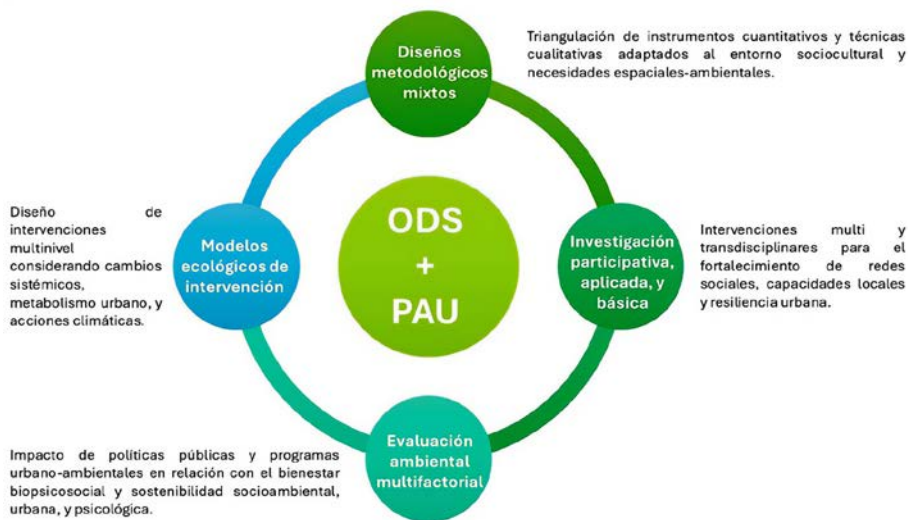 Diseños
metodológicos
mixtos
Triangulación de instrumentos cuantitativos y técnicas
cualitativas adaptados al entorno sociocultural y
necesidades espaciales-ambientales.
Diseño de
intervenciones
multinivel
considerando cambios
sistémicos,
metabolismo urbano, y
acciones climáticas.
Modelos
ecológicos de
intervención
ODS
+
PAU
Investigación
participativa,
aplicada, y
básica
Intervenciones multi y
transdisciplinares para el
fortalecimiento de redes
sociales, capacidades locales
y resiliencia urbana.
Evaluación
ambiental
multifactorial
Impacto de políticas públicas y programas
urbano-ambientales en relación con el bienestar
biopsicosocial y sostenibilidad socioambiental,
urbana, y psicológica.